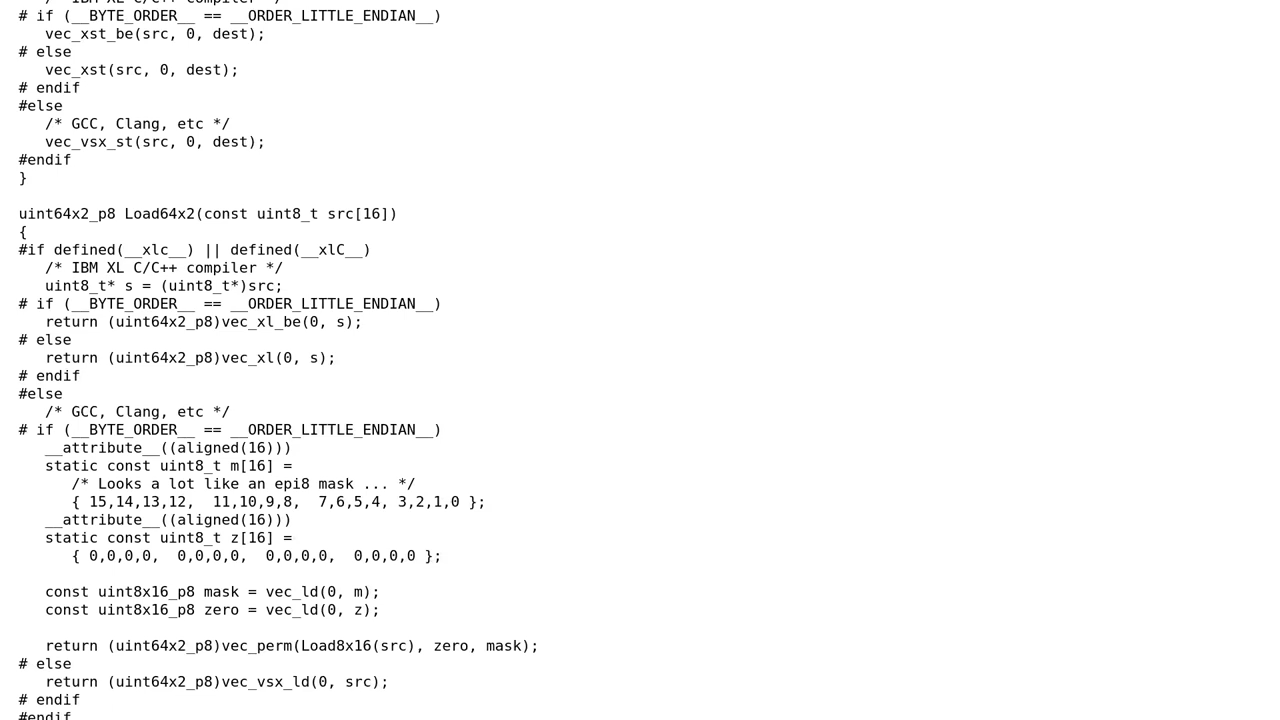 /* IBM XL C/C++ compiler */
# if (__BYTE_ORDER__ == __ORDER_LITTLE_ENDIAN__)
   vec_xst_be(src, 0, dest);
# else
   vec_xst(src, 0, dest);
# endif
#else
   /* GCC, Clang, etc */
   vec_vsx_st(src, 0, dest);
#endif
}

uint64x2_p8 Load64x2(const uint8_t src[16])
{
#if defined(__xlc__) || defined(__xlC__)
   /* IBM XL C/C++ compiler */
   uint8_t* s = (uint8_t*)src;
# if (__BYTE_ORDER__ == __ORDER_LITTLE_ENDIAN__)
   return (uint64x2_p8)vec_xl_be(0, s);
# else
   return (uint64x2_p8)vec_xl(0, s);
# endif
#else
   /* GCC, Clang, etc */
# if (__BYTE_ORDER__ == __ORDER_LITTLE_ENDIAN__)
   __attribute__((aligned(16)))
   static const uint8_t m[16] =
      /* Looks a lot like an epi8 mask ... */
      { 15,14,13,12,  11,10,9,8,  7,6,5,4, 3,2,1,0 };
   __attribute__((aligned(16)))
   static const uint8_t z[16] =
      { 0,0,0,0,  0,0,0,0,  0,0,0,0,  0,0,0,0 };

   const uint8x16_p8 mask = vec_ld(0, m);
   const uint8x16_p8 zero = vec_ld(0, z);

   return (uint64x2_p8)vec_perm(Load8x16(src), zero, mask);
# else
   return (uint64x2_p8)vec_vsx_ld(0, src);
# endif
#endif